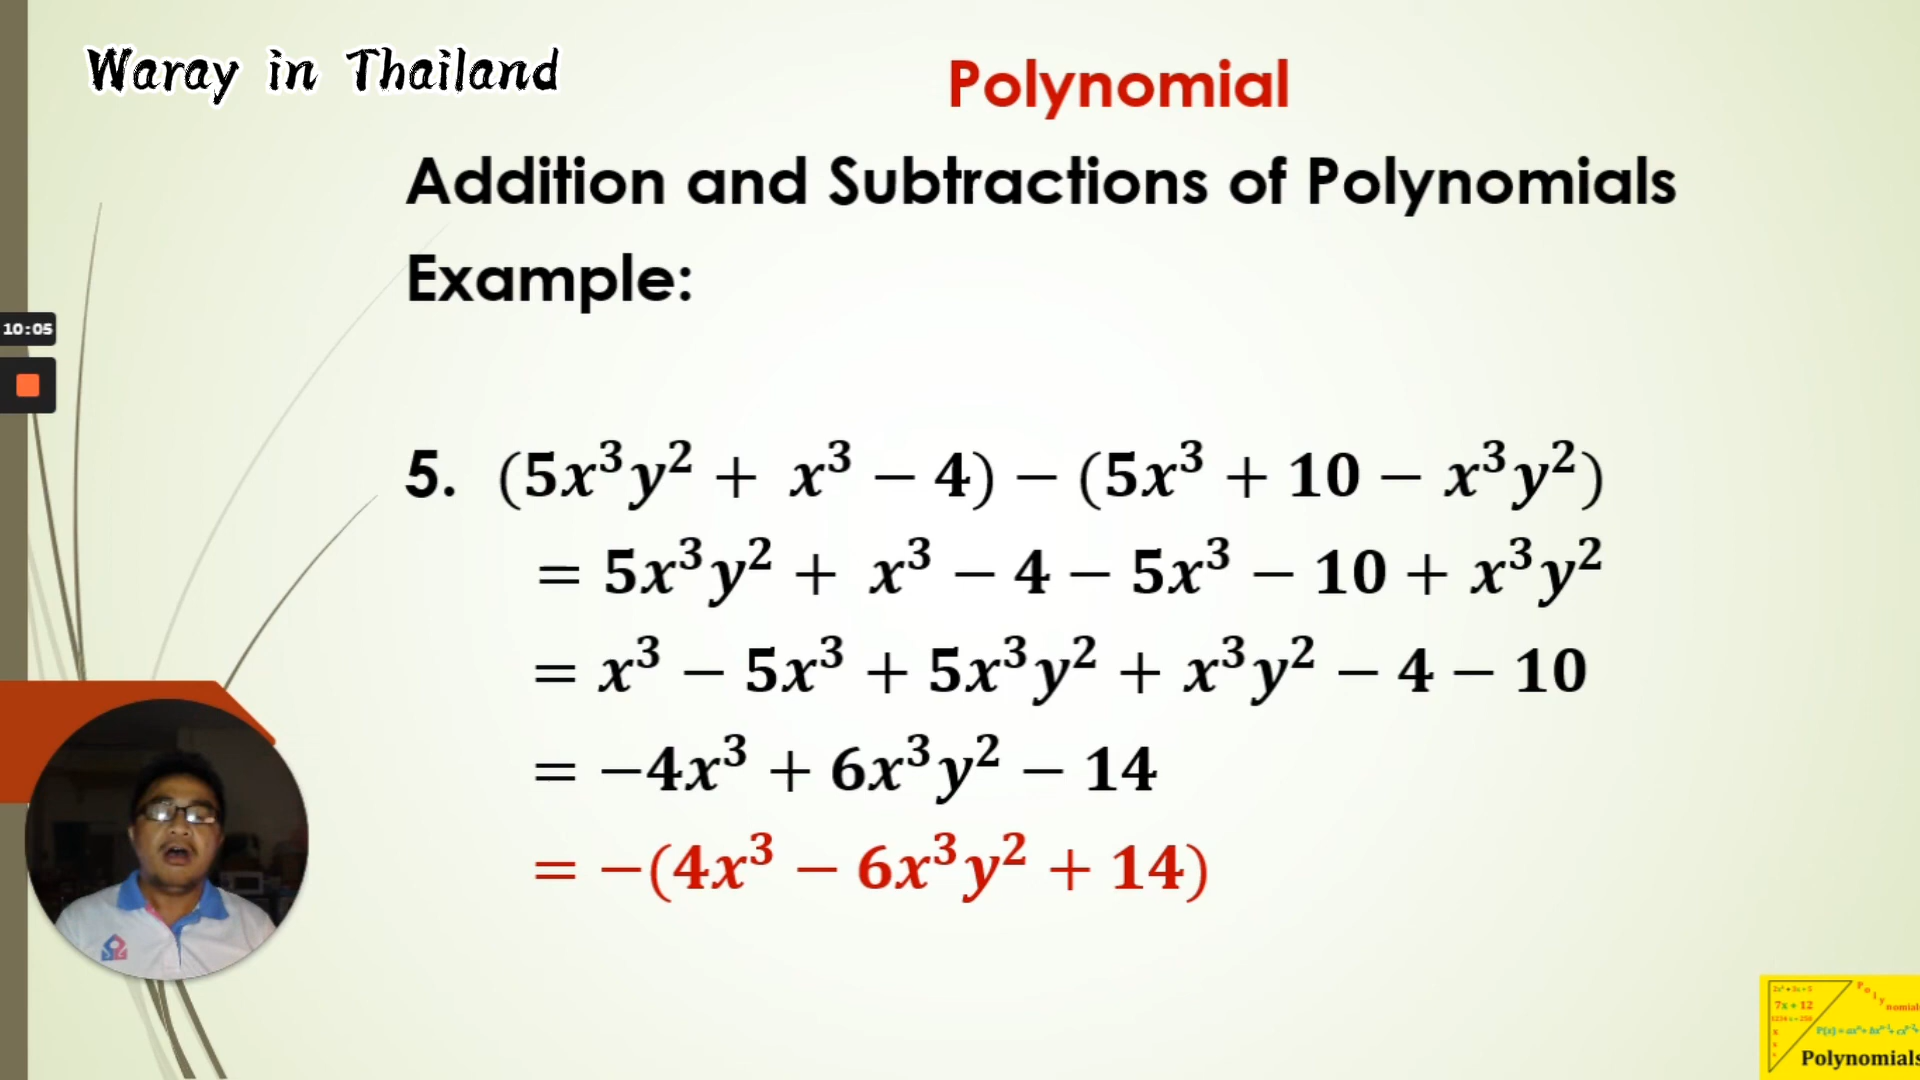 Waray in Thailand
Polynomial
Addition and Subtractions of Polynomials
Example:
10:05
5. (5x³y² + x³ − 4) − (5x³ + 10 − x³y²)
= 5x³y² + x³ − 4 − 5x³ − 10 + x³y²
= x³ − 5x³ + 5x³y² + x³y² − 4 − 10
= −4x³ + 6x³y² − 14
= −(4x³ − 6x³y² + 14)
7x + 12
Polynomials